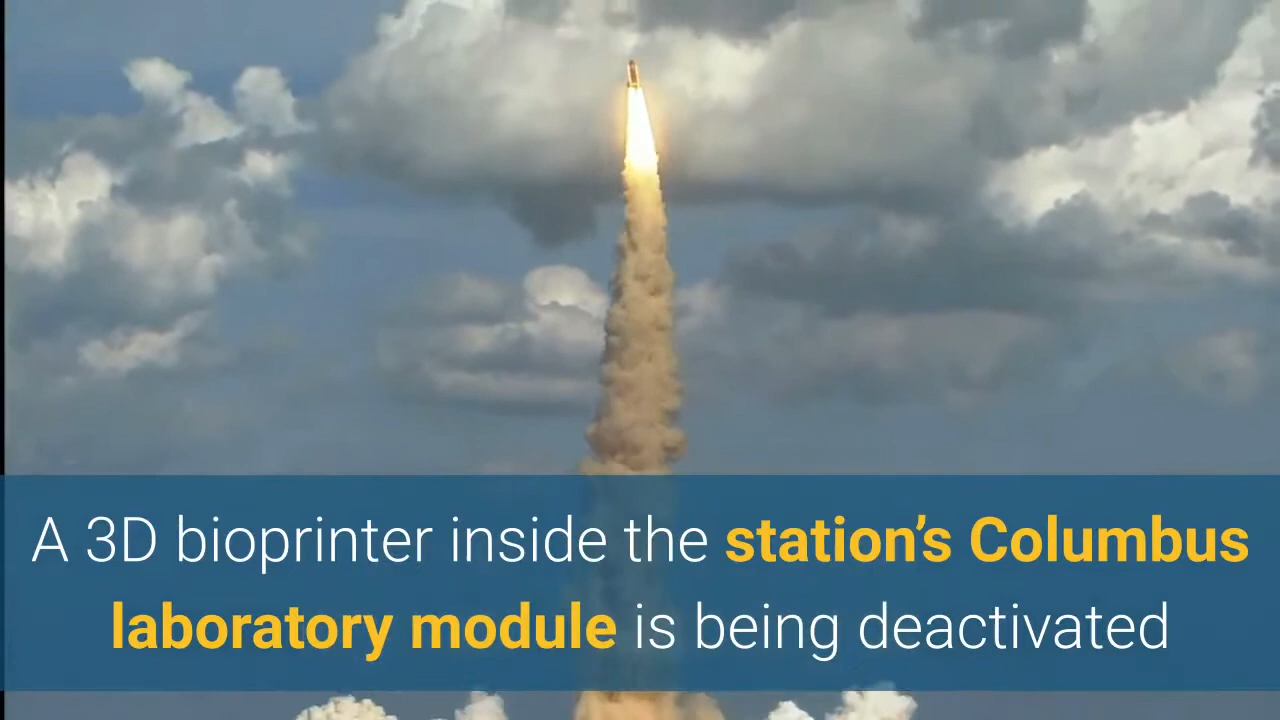 A 3D bioprinter inside the station’s Columbus
laboratory module is being deactivated